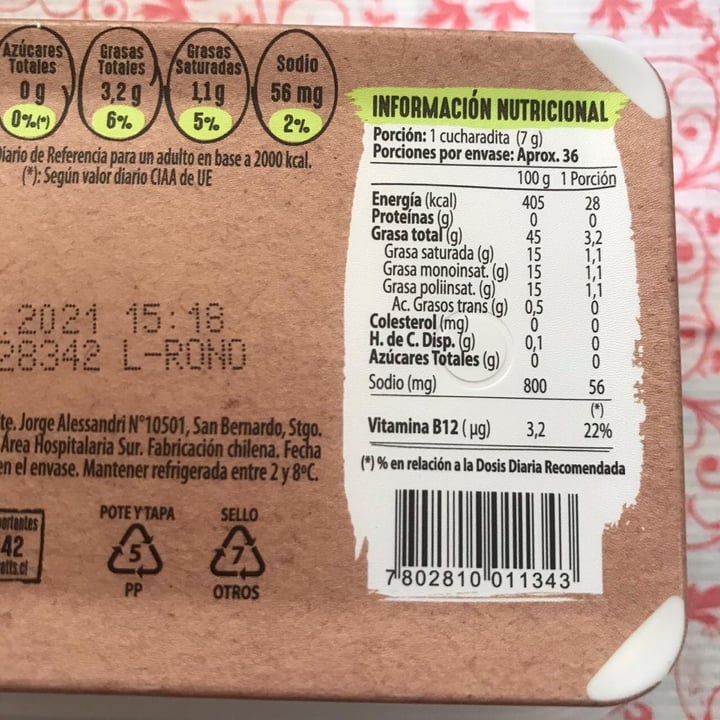 Azúcares Totales
0 g
0%(*)
Grasas Totales
3,2 g
6%
Grasas Saturadas
1,1 g
5%
Sodio
56 mg
2%
Diario de Referencia para un adulto en base a 2000 kcal.
(*): Según valor diario CIAA de UE
.2021 15:18
28342 L-ROND
Jorge Alessandri N°10501, San Bernardo, Stgo.
Área Hospitalaria Sur. Fabricación chilena. Fecha
en el envase. Mantener refrigerada entre 2 y 8°C.
42
POTE Y TAPA
5
PP
SELLO
7
OTROS
INFORMACIÓN NUTRICIONAL
Porción: 1 cucharadita (7 g)
Porciones por envase: Aprox. 36
100 g 1 Porción
Energía (kcal) 405 28
Proteínas (g) 0 0
Grasa total (g) 45 3,2
Grasa saturada (g) 15 1,1
Grasa monoinsat. (g) 15 1,1
Grasa poliinsat. (g) 15 1,1
Ac. Grasos trans (g) 0,5 0
Colesterol (mg) 0 0
H. de C. Disp. (g) 0,1 0
Azúcares Totales (g) 0 0
Sodio (mg) 800 56
(*)
Vitamina B12 (µg) 3,2 22%
(*) % en relación a la Dosis Diaria Recomendada
7 802810 011343